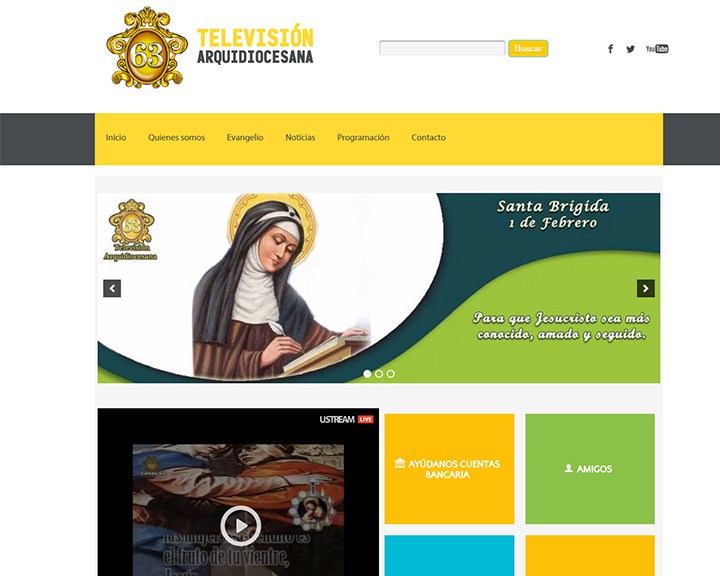 63 TELEVISIÓN
ARQUIDIOCESANA
Buscar
You Tube
Inicio Quienes somos Evangelio Noticias Programación Contacto
63
Televisión
Arquidiocesana
Santa Brigida
1 de Febrero
Para que Jesucristo sea más
conocido, amado y seguido.
USTREAM LIVE
el fruto de tu vientre,
AYÚDANOS CUENTAS
BANCARIA
AMIGOS